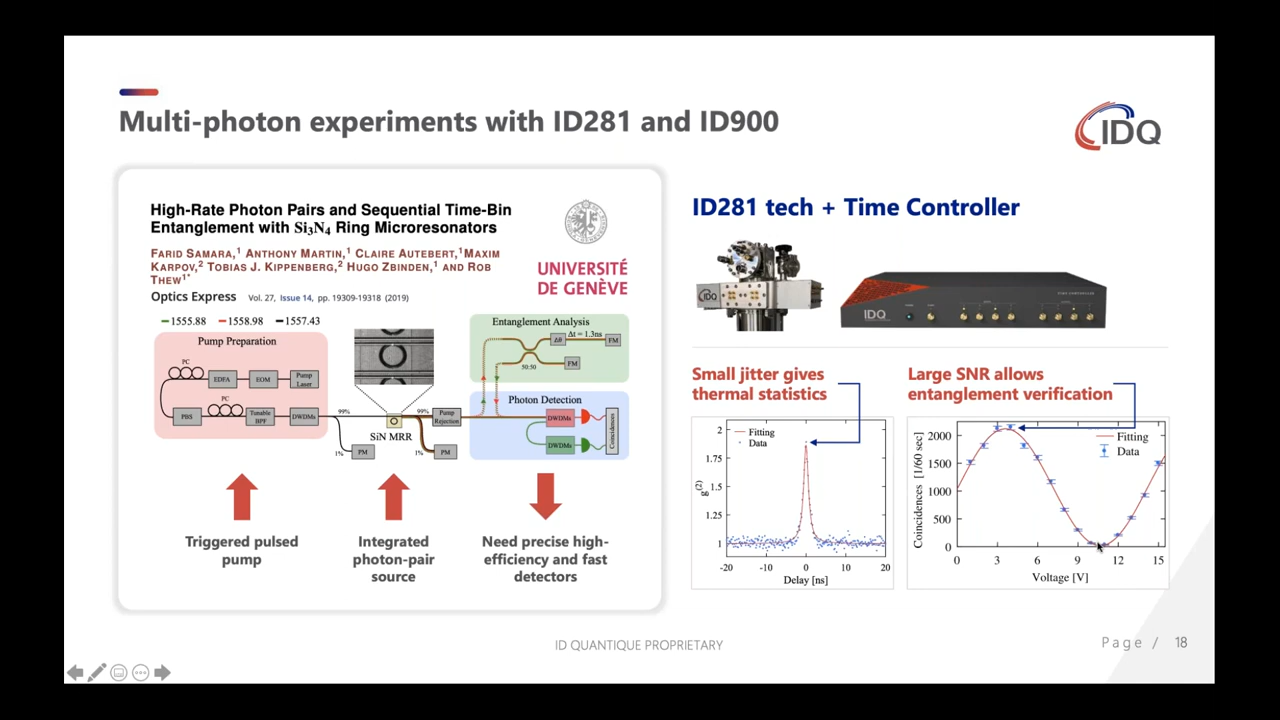 Multi-photon experiments with ID281 and ID900
IDQ
High-Rate Photon Pairs and Sequential Time-Bin
Entanglement with Si3N4 Ring Microresonators
FARID SAMARA,1 ANTHONY MARTIN,1 CLAIRE AUTEBERT,1MAXIM
KARPOV,2 TOBIAS J. KIPPENBERG,2 HUGO ZBINDEN,1 AND ROB
THEW1*
Optics Express Vol. 27, Issue 14, pp. 19309-19318 (2019)
UNIVERSITÉ
DE GENÈVE
1555.88 1558.98 1557.43
Pump Preparation
PC
EDFA
EOM
Pump
Laser
PBS
PC
Tunable
BPF
DWDMs
99%
1%
PM
SiN MRR
99%
1%
PM
Pump
Rejection
Entanglement Analysis
Δt = 1.3ns
ΔR
FM
50:50
FM
Photon Detection
DWDMs
DWDMs
Coincidences
Triggered pulsed
pump
Integrated
photon-pair
source
Need precise high-
efficiency and fast
detectors
ID281 tech + Time Controller
IDQ
IDQ
TIME CONTROLLER
Small jitter gives
thermal statistics
Fitting
Data
g(2)
2
1.75
1.5
1.25
1
-20 -10 0 10 20
Delay [ns]
Large SNR allows
entanglement verification
Fitting
Data
Coincidences [1/60 sec]
2000
1500
1000
500
0
0 3 6 9 12 15
Voltage [V]
ID QUANTIQUE PROPRIETARY
Page / 18